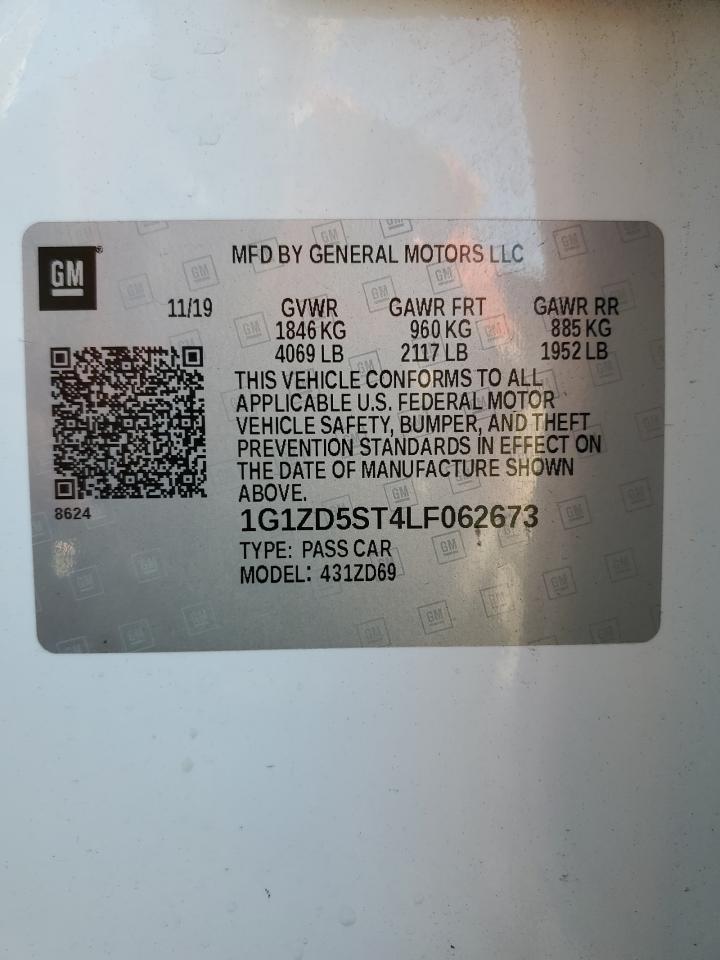 GM
MFD BY GENERAL MOTORS LLC
11/19 GVWR GAWR FRT GAWR RR
1846 KG 960 KG 885 KG
4069 LB 2117 LB 1952 LB
THIS VEHICLE CONFORMS TO ALL
APPLICABLE U.S. FEDERAL MOTOR
VEHICLE SAFETY, BUMPER, AND THEFT
PREVENTION STANDARDS IN EFFECT ON
THE DATE OF MANUFACTURE SHOWN
ABOVE.
8624
1G1ZD5ST4LF062673
TYPE: PASS CAR
MODEL: 431ZD69